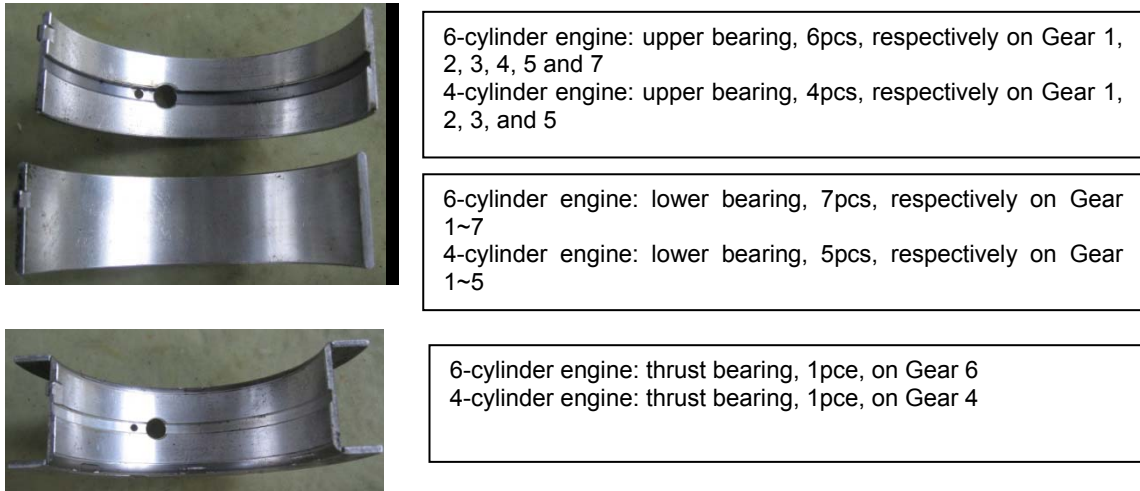 6-cylinder engine: upper bearing, 6pcs, respectively on Gear 1,
2, 3, 4, 5 and 7
4-cylinder engine: upper bearing, 4pcs, respectively on Gear 1,
2, 3, and 5
6-cylinder engine: lower bearing, 7pcs, respectively on Gear
1~7
4-cylinder engine: lower bearing, 5pcs, respectively on Gear
1~5
6-cylinder engine: thrust bearing, 1pce, on Gear 6
4-cylinder engine: thrust bearing, 1pce, on Gear 4